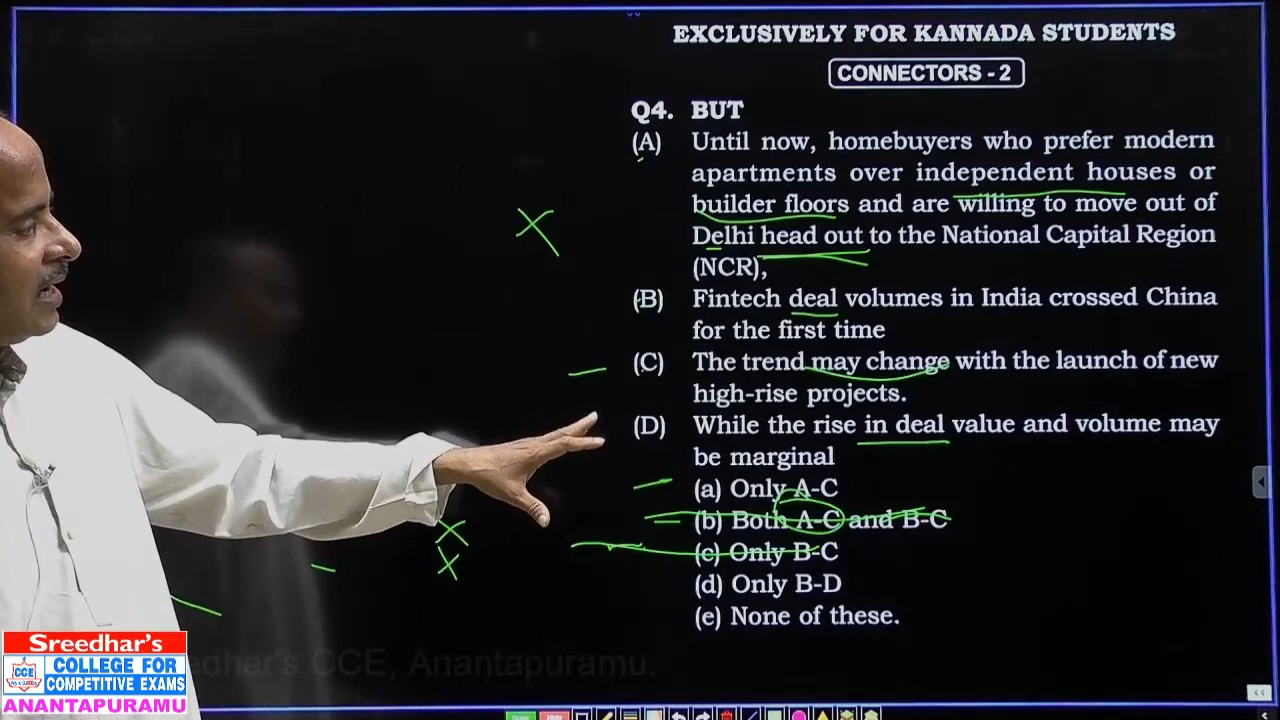 EXCLUSIVELY FOR KANNADA STUDENTS
CONNECTORS - 2
Q4. BUT
(A) Until now, homebuyers who prefer modern
apartments over independent houses or
builder floors and are willing to move out of
Delhi head out to the National Capital Region
(NCR),
(B) Fintech deal volumes in India crossed China
for the first time
(C) The trend may change with the launch of new
high-rise projects.
(D) While the rise in deal value and volume may
be marginal
(a) Only A-C
(b) Both A-C and B-C
(c) Only B-C
(d) Only B-D
(e) None of these.
Sreedhar's
CCE
COLLEGE FOR
COMPETITIVE EXAMS
ANANTAPURAMU
edhar's CCE, Anantapuramu.